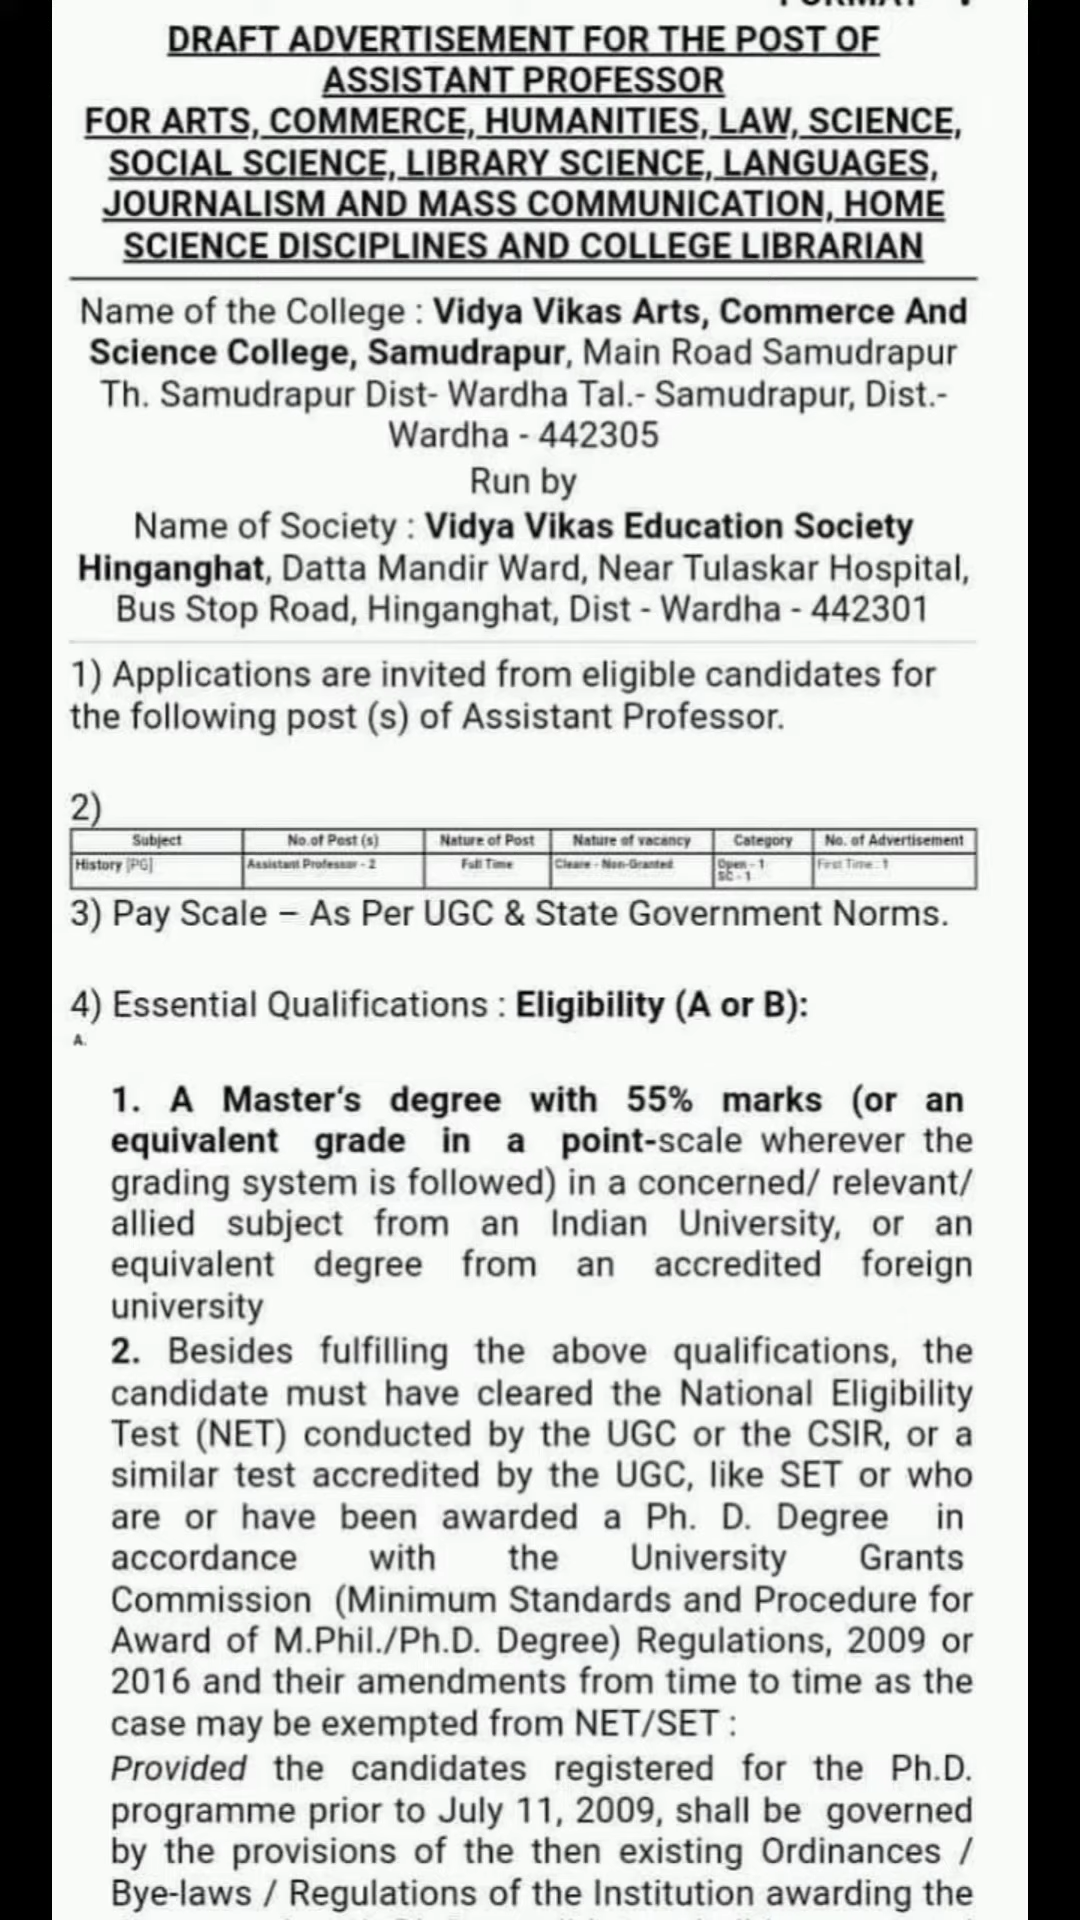 DRAFT ADVERTISEMENT FOR THE POST OF
ASSISTANT PROFESSOR
FOR ARTS, COMMERCE, HUMANITIES, LAW, SCIENCE,
SOCIAL SCIENCE, LIBRARY SCIENCE, LANGUAGES,
JOURNALISM AND MASS COMMUNICATION, HOME
SCIENCE DISCIPLINES AND COLLEGE LIBRARIAN
Name of the College : Vidya Vikas Arts, Commerce And
Science College, Samudrapur, Main Road Samudrapur
Th. Samudrapur Dist- Wardha Tal.- Samudrapur, Dist.-
Wardha - 442305
Run by
Name of Society : Vidya Vikas Education Society
Hinganghat, Datta Mandir Ward, Near Tulaskar Hospital,
Bus Stop Road, Hinganghat, Dist - Wardha - 442301
1) Applications are invited from eligible candidates for
the following post (s) of Assistant Professor.
2)
Subject No.of Post (s) Nature of Post Nature of vacancy Category No. of Advertisement
History [PG] Assistant Professor - 2 Full Time Cleare - Non-Granted Open - 1 First Time : 1
SC - 1
3) Pay Scale – As Per UGC & State Government Norms.
4) Essential Qualifications : Eligibility (A or B):
A.
1. A Master‘s degree with 55% marks (or an
equivalent grade in a point-scale wherever the
grading system is followed) in a concerned/ relevant/
allied subject from an Indian University, or an
equivalent degree from an accredited foreign
university
2. Besides fulfilling the above qualifications, the
candidate must have cleared the National Eligibility
Test (NET) conducted by the UGC or the CSIR, or a
similar test accredited by the UGC, like SET or who
are or have been awarded a Ph. D. Degree in
accordance with the University Grants
Commission (Minimum Standards and Procedure for
Award of M.Phil./Ph.D. Degree) Regulations, 2009 or
2016 and their amendments from time to time as the
case may be exempted from NET/SET :
Provided the candidates registered for the Ph.D.
programme prior to July 11, 2009, shall be governed
by the provisions of the then existing Ordinances /
Bye-laws / Regulations of the Institution awarding the